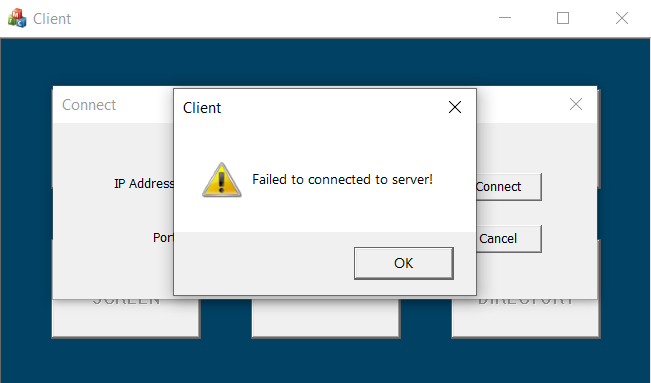 Client
Connect
Client
IP Address
Failed to connected to server!
Connect
Port
Cancel
OK
SCREEN
DIRECTORY